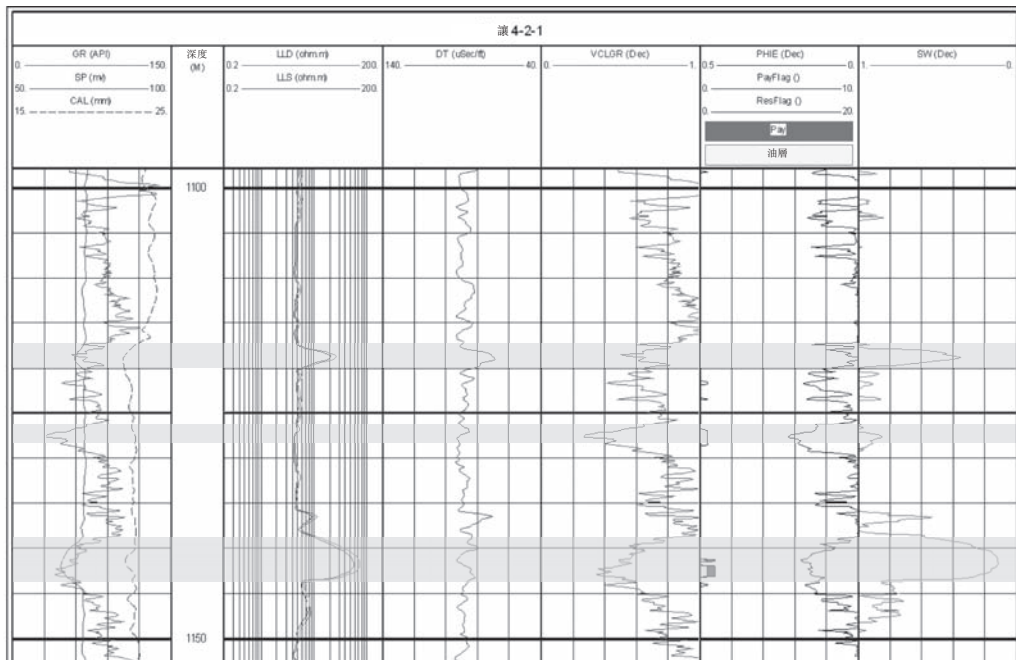 讓 4-2-1
GR (API)
0. 150.
SP (mv)
50. 100.
CAL (mm)
15. 25.
深度
(M)
LLD (ohm.m)
0.2 200.
LLS (ohm.m)
0.2 200.
DT (uSec/ft)
140. 40.
VCLGR (Dec)
0. 1.
PHIE (Dec)
0.5 0.
PayFlag ()
0. 10.
ResFlag ()
0. 20.
Pay
油層
SW (Dec)
1. 0.
1100
1150